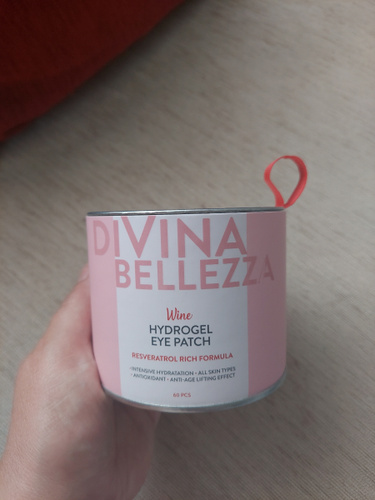 DIVINA
BELLEZZA
Wine
HYDROGEL
EYE PATCH
RESVERATROL RICH FORMULA
• INTENSIVE HYDRATATION • ALL SKIN TYPES
• ANTIOXIDANT • ANTI-AGE LIFTING EFFECT
60 PCS